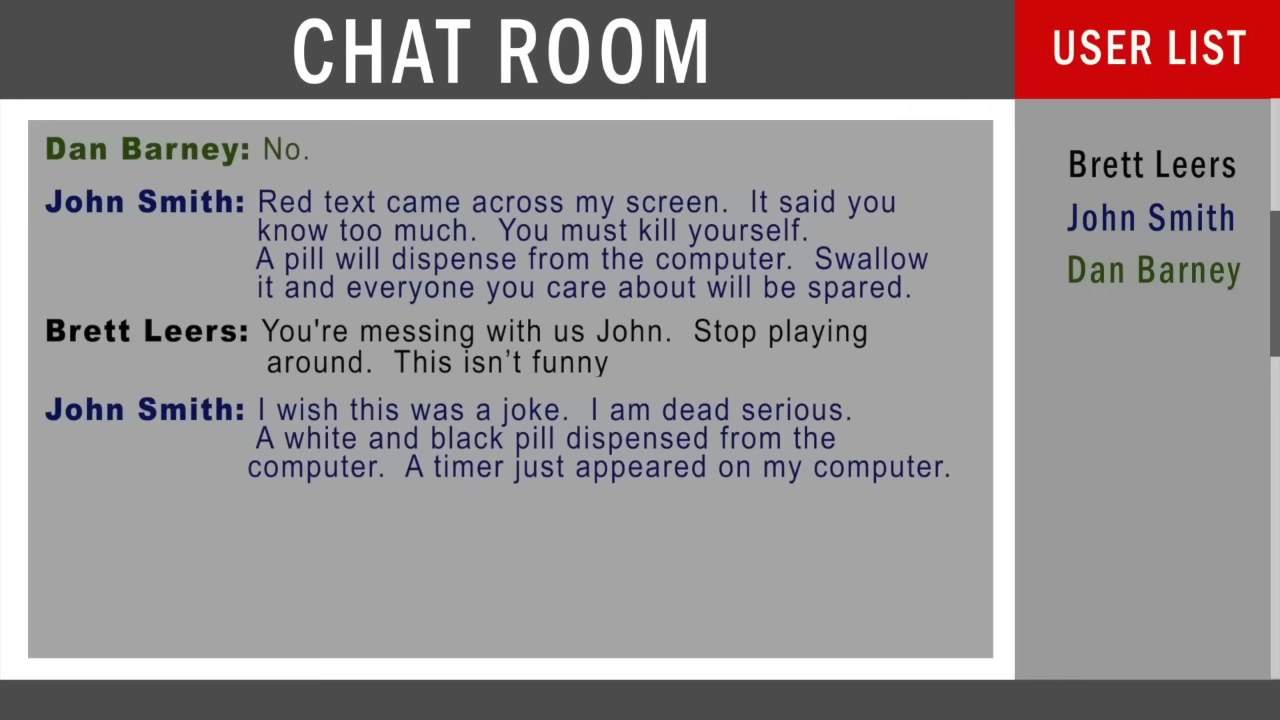 CHAT ROOM
USER LIST
Dan Barney: No.
John Smith: Red text came across my screen.  It said you
know too much.  You must kill yourself.
A pill will dispense from the computer.  Swallow
it and everyone you care about will be spared.
Brett Leers: You're messing with us John.  Stop playing
around.  This isn’t funny
John Smith: I wish this was a joke.  I am dead serious.
A white and black pill dispensed from the
computer.  A timer just appeared on my computer.
Brett Leers
John Smith
Dan Barney